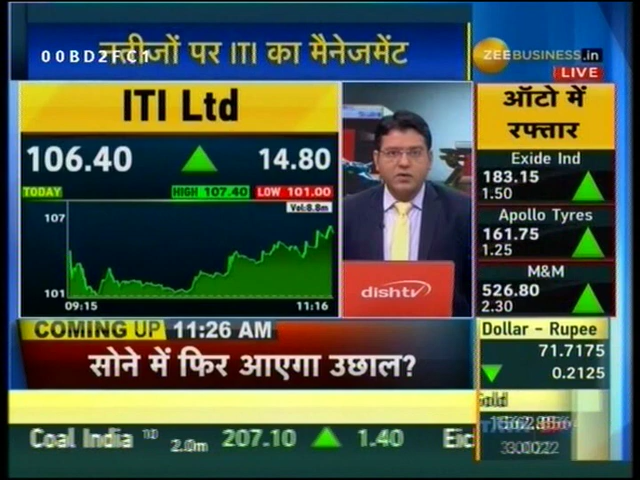 00BD2FC1
नतीजों पर ITI का मैनेजमेंट
ZEEBUSINESS.in
LIVE
ITI Ltd
106.40 14.80
TODAY HIGH 107.40 LOW 101.00
Vol:8.8m
107
101
09:15 11:16
dishtv
ऑटो में
रफ्तार
Exide Ind
183.15
1.50
Apollo Tyres
161.75
1.25
M&M
526.80
2.30
COMING UP 11:26 AM
सोने में फिर आएगा उछाल?
Dollar - Rupee
71.7175
0.2125
Gold
Coal India 2.0m 207.10 1.40 Eic